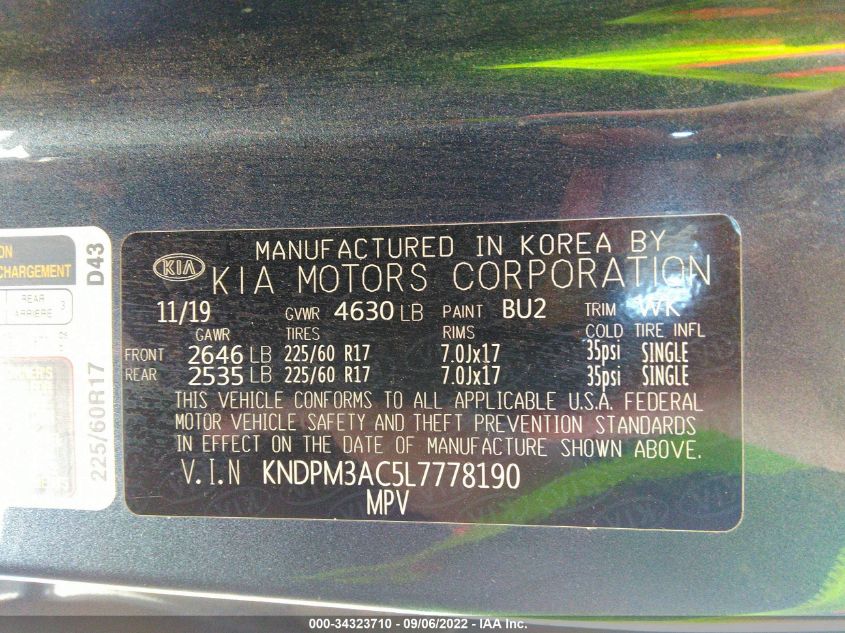 ON
CHARGEMENT
D43
REAR
ARRIERE
3
225/60R17
KIA
MANUFACTURED IN KOREA BY
KIA MOTORS CORPORATION
11/19 GVWR 4630 LB PAINT BU2 TRIM WK
GAWR TIRES RIMS COLD TIRE INFL
FRONT 2646 LB 225/60 R17 7.0Jx17 35psi SINGLE
REAR 2535 LB 225/60 R17 7.0Jx17 35psi SINGLE
THIS VEHICLE CONFORMS TO ALL APPLICABLE U.S.A. FEDERAL
MOTOR VEHICLE SAFETY AND THEFT PREVENTION STANDARDS
IN EFFECT ON THE DATE OF MANUFACTURE SHOWN ABOVE.
V.I.N KNDPM3AC5L7778190
MPV
000-34323710 - 09/06/2022 - IAA Inc.